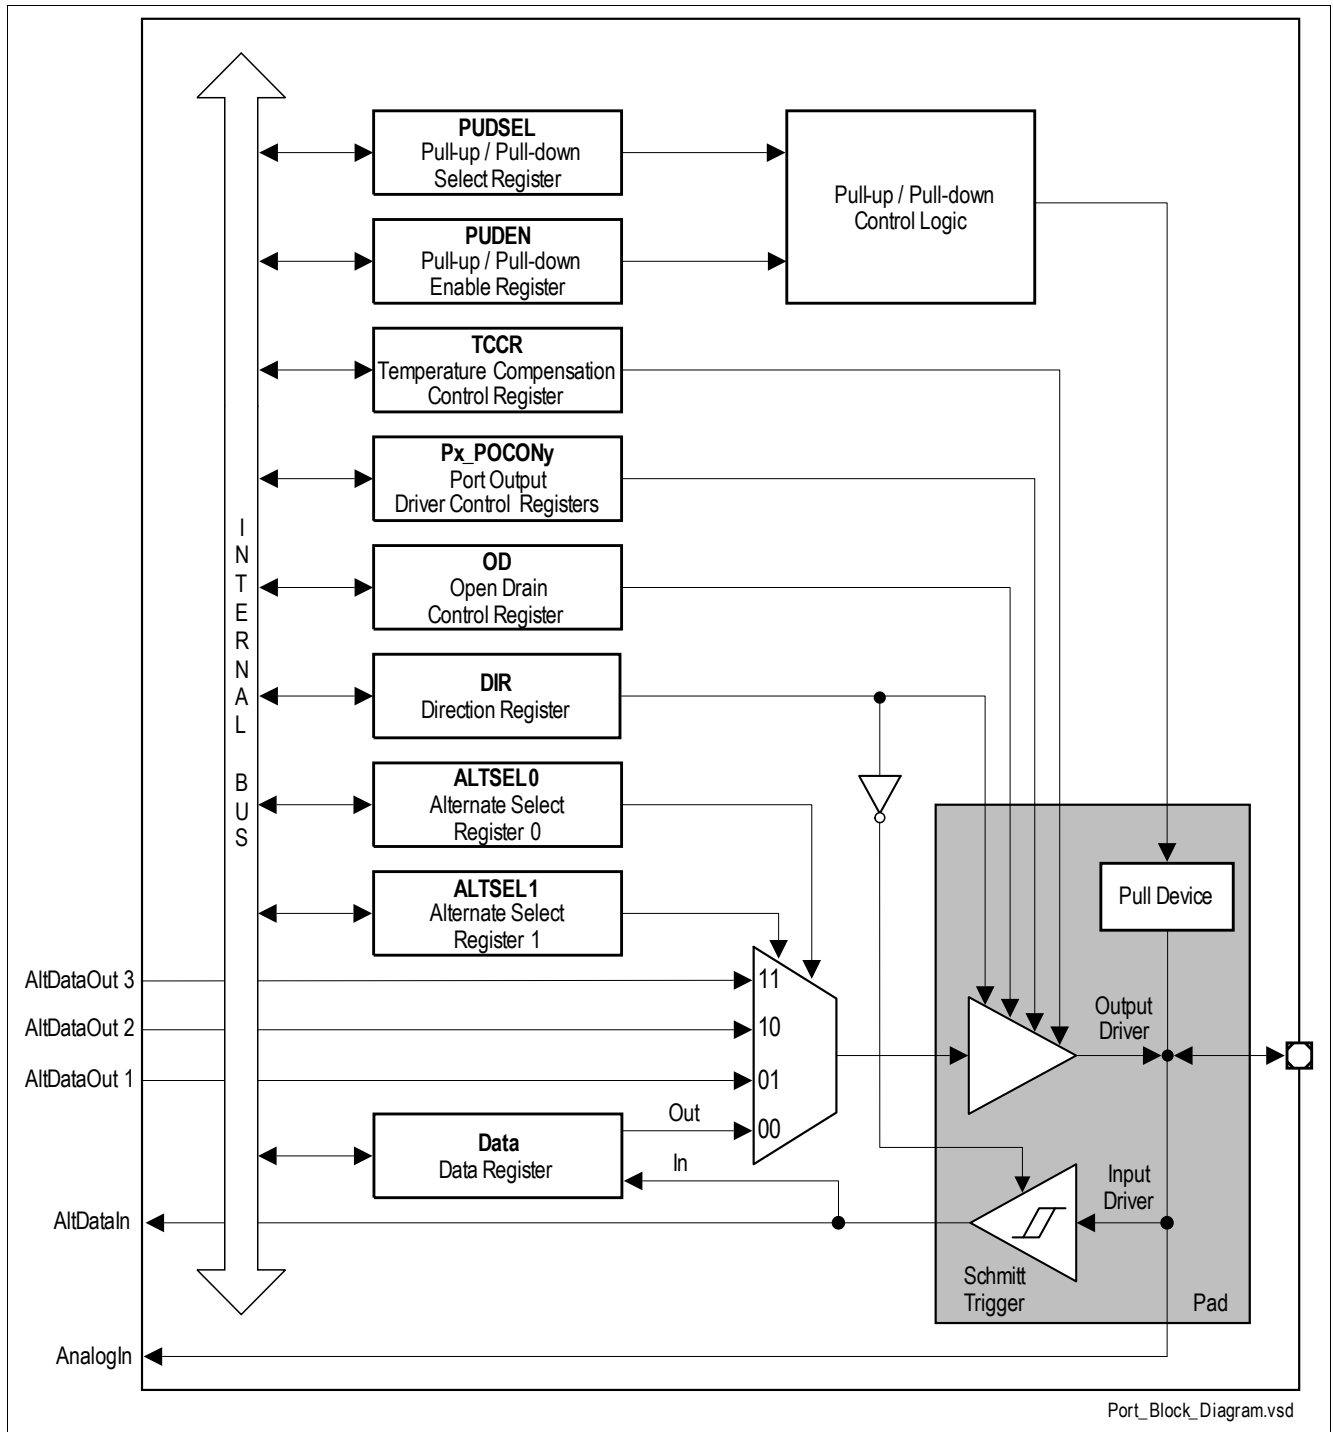 PUDSEL
Pull-up / Pull-down
Select Register
Pull-up / Pull-down
Control Logic
PUDEN
Pull-up / Pull-down
Enable Register
TCCR
Temperature Compensation
Control Register
Px_POCONy
Port Output
Driver Control Registers
OD
Open Drain
Control Register
DIR
Direction Register
INTERNAL BUS
ALTSEL0
Alternate Select
Register 0
ALTSEL1
Alternate Select
Register 1
Pull Device
AltDataOut 3
11
AltDataOut 2
10
AltDataOut 1
01
Output
Driver
Out
00
Data
Data Register
In
Input
Driver
AltDataIn
Schmitt
Trigger
Pad
AnalogIn
Port_Block_Diagram.vsd